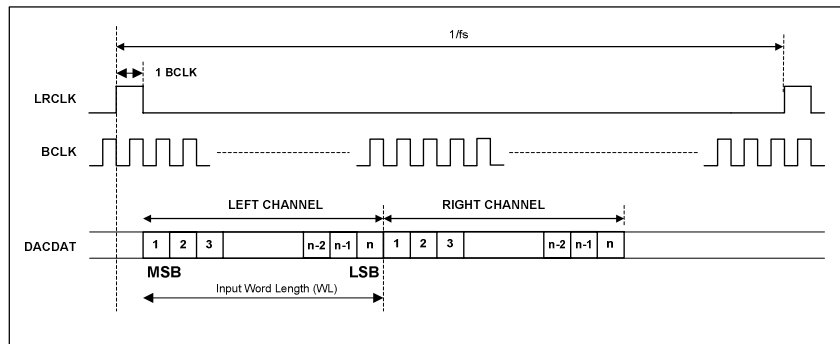 1/fs
1 BCLK
LRCLK
BCLK
LEFT CHANNEL RIGHT CHANNEL
DACDAT 1 2 3 n-2 n-1 n 1 2 3 n-2 n-1 n
MSB LSB
Input Word Length (WL)